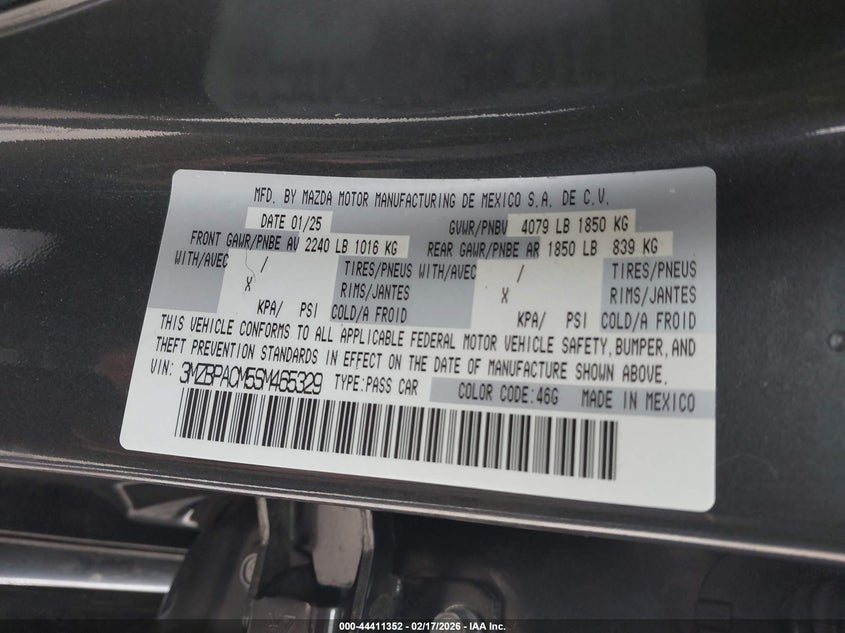 MFD. BY MAZDA MOTOR MANUFACTURING DE MEXICO S.A. DE C.V.
DATE 01/25 GVWR/PNBV 4079 LB 1850 KG
FRONT GAWR/PNBE AV 2240 LB 1016 KG REAR GAWR/PNBE AR 1850 LB 839 KG
WITH/AVEC / TIRES/PNEUS WITH/AVEC / TIRES/PNEUS
X RIMS/JANTES X RIMS/JANTES
KPA/ PSI COLD/A FROID KPA/ PSI COLD/A FROID
THIS VEHICLE CONFORMS TO ALL APPLICABLE FEDERAL MOTOR VEHICLE SAFETY, BUMPER, AND
THEFT PREVENTION STANDARDS IN EFFECT ON THE DATE OF MANUFACTURE SHOWN ABOVE.
VIN: 3MZBPACM5SM465329 TYPE:PASS CAR COLOR CODE:46G MADE IN MEXICO
000-44411352 - 02/17/2026 - IAA Inc.